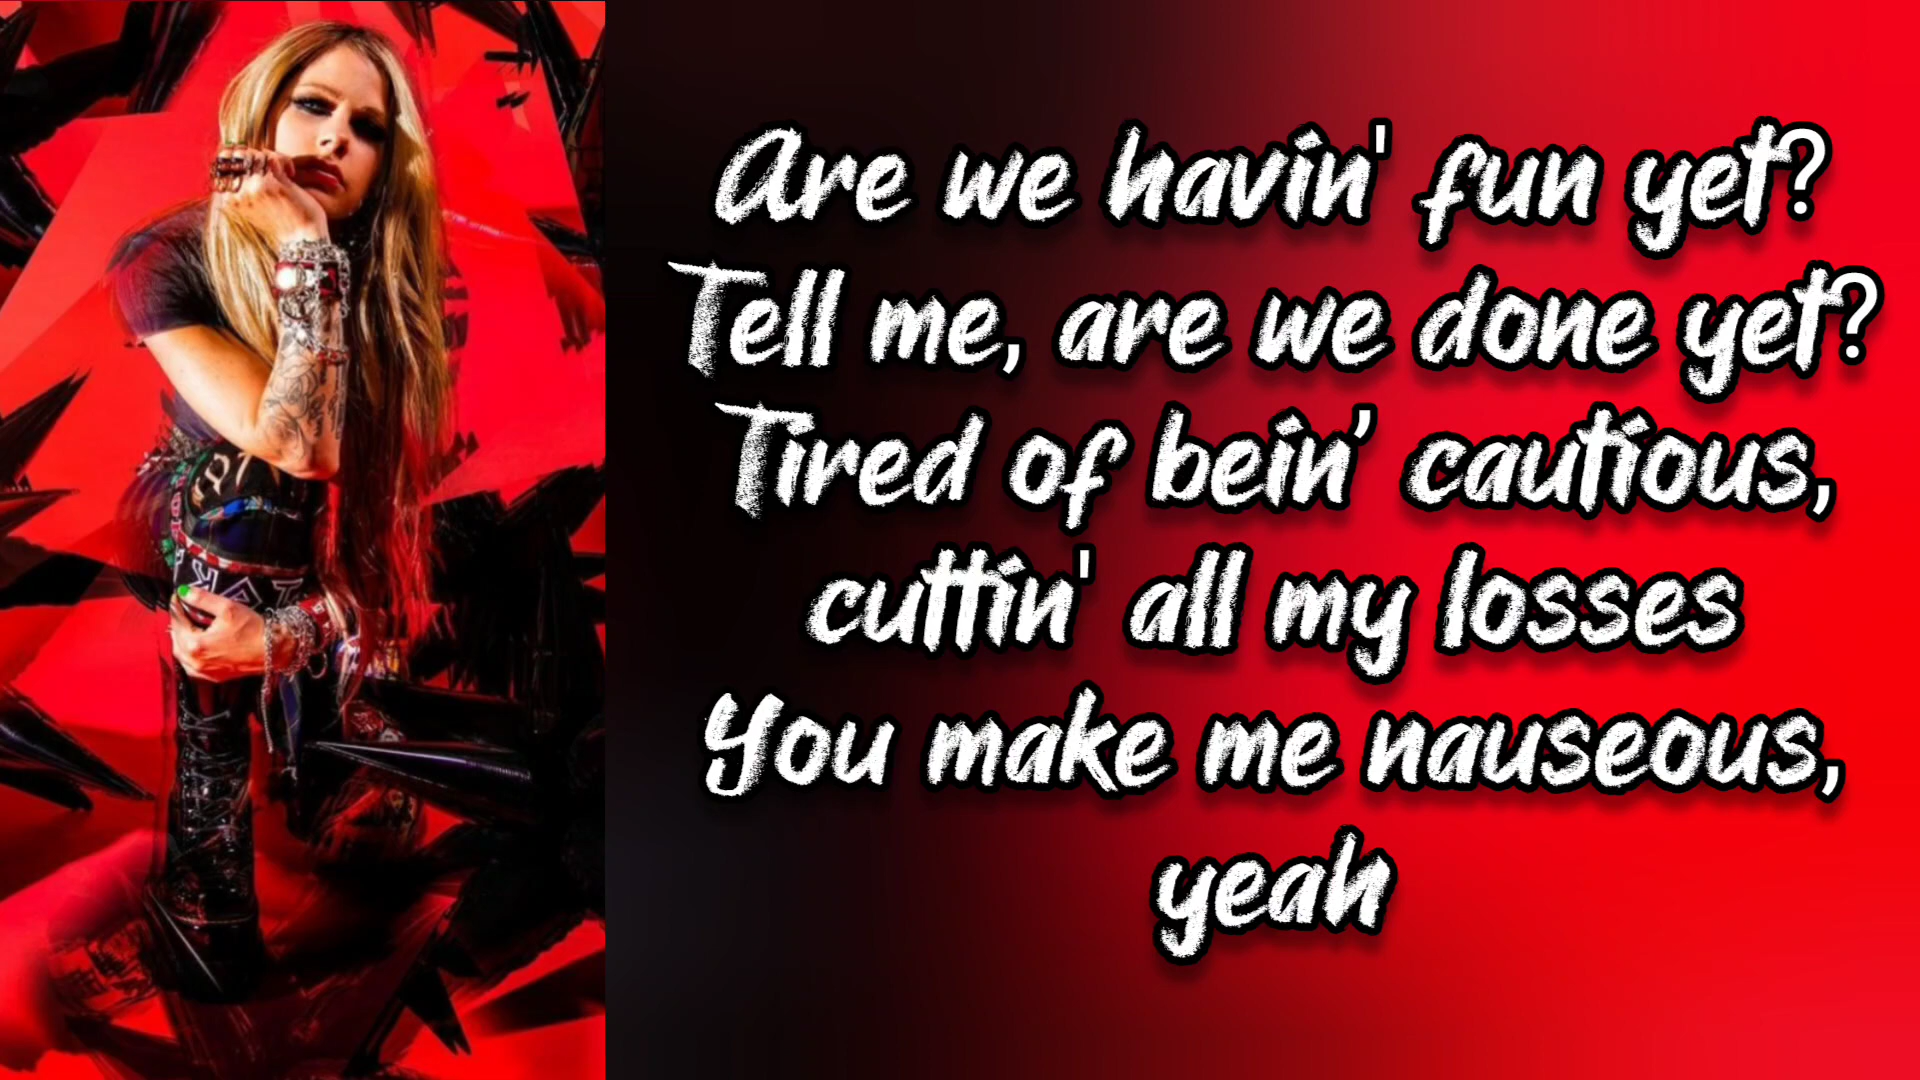 Are we havin' fun yet?
Tell me, are we done yet?
Tired of bein’ cautious,
cuttin' all my losses
You make me nauseous,
yeah